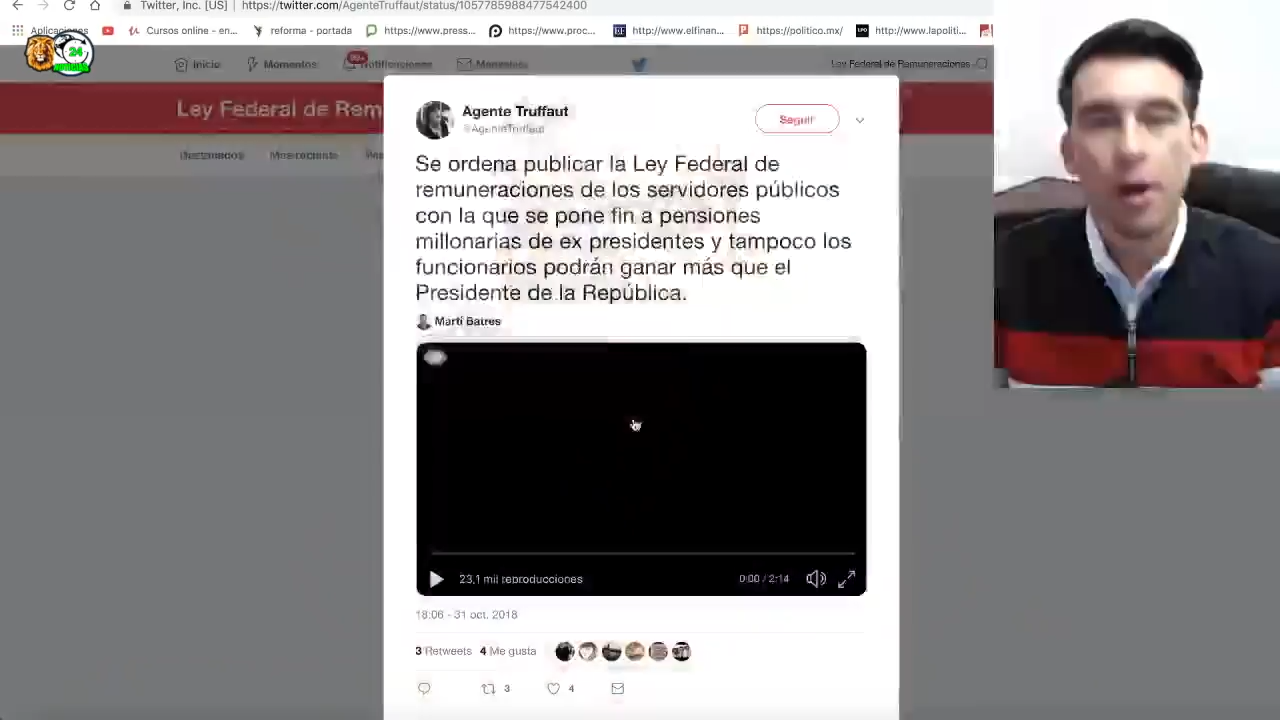 Twitter, Inc. [US] https://twitter.com/AgenteTruffaut/status/1057785988477542400
Aplicaciones Cursos online - en... reforma - portada https://www.press... https://www.proc... http://www.elfinan... https://politico.mx/ http://www.lapoliti...
24
NOTICIAS
Inicio Momentos 99+ Notificaciones Mensajes Ley Federal de Remuneraciones
Ley Federal de Rem
Destacados Más reciente
Agente Truffaut
@AgenteTruffaut
Seguir
Se ordena publicar la Ley Federal de
remuneraciones de los servidores públicos
con la que se pone fin a pensiones
millonarias de ex presidentes y tampoco los
funcionarios podrán ganar más que el
Presidente de la República.
Martí Batres
23,1 mil reproducciones 0:00 / 2:14
18:06 - 31 oct. 2018
3 Retweets 4 Me gusta
3 4